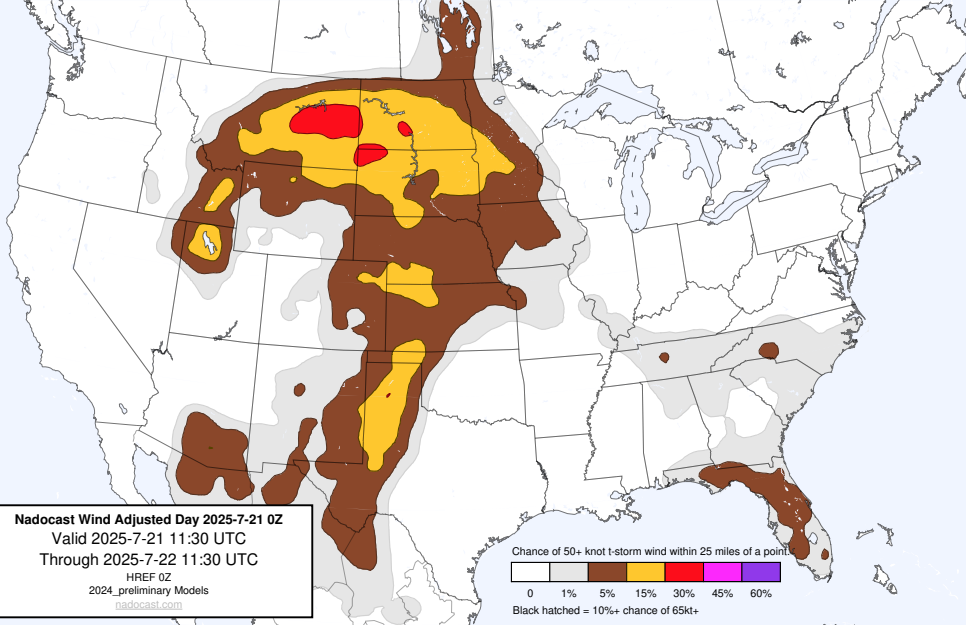 Nadocast Wind Adjusted Day 2025-7-21 0Z
Valid 2025-7-21 11:30 UTC
Through 2025-7-22 11:30 UTC
HREF 0Z
2024_preliminary Models
nadocast.com
Chance of 50+ knot t-storm wind within 25 miles of a point.
0 1% 5% 15% 30% 45% 60%
Black hatched = 10%+ chance of 65kt+